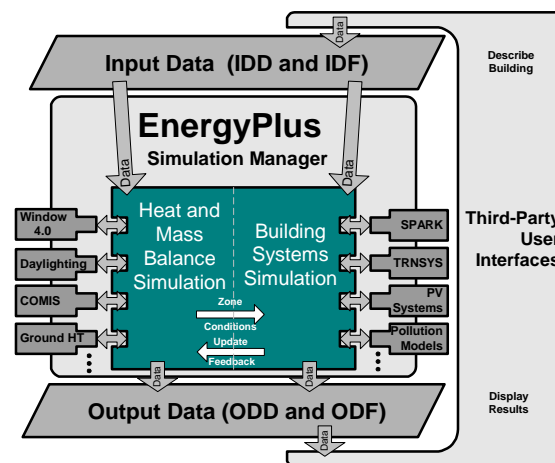 Data
Input Data (IDD and IDF)
Describe
Building
EnergyPlus
Simulation Manager
Data
Data
Window
4.0
Daylighting
COMIS
Ground HT
Heat and
Mass
Balance
Simulation
Building
Systems
Simulation
Zone
Conditions
Update
Feedback
SPARK
TRNSYS
PV
Systems
Pollution
Models
Third-Party
User
Interfaces
Data
Data
Output Data (ODD and ODF)
Display
Results
Data